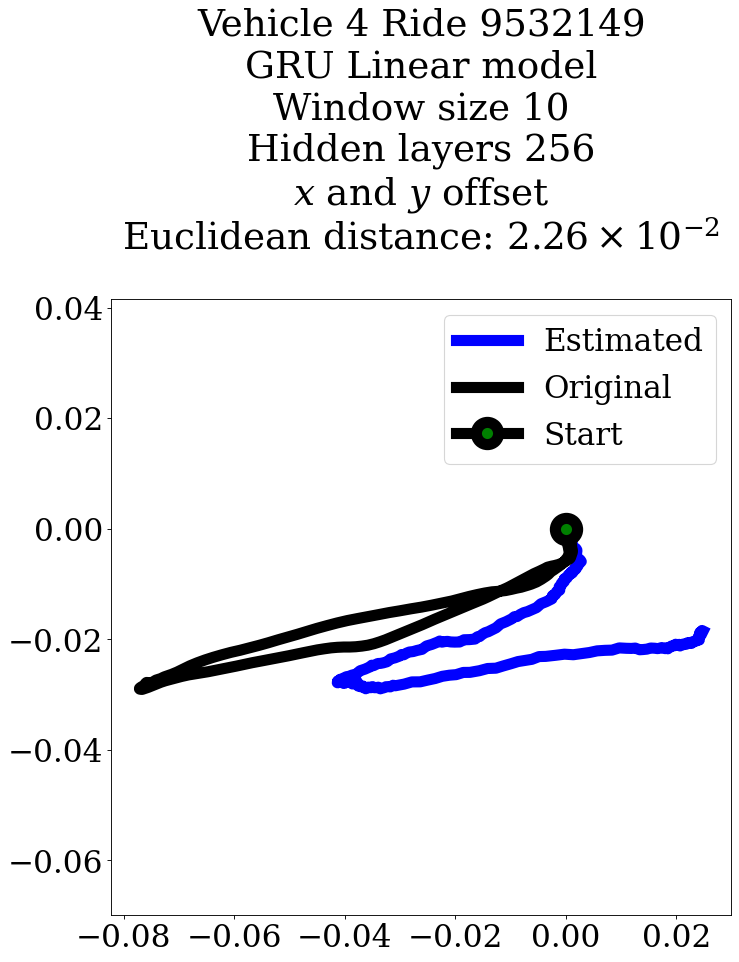 Vehicle 4 Ride 9532149
GRU Linear model
Window size 10
Hidden layers 256
x and y offset
Euclidean distance: 2.26 × 10⁻²
Estimated
Original
Start
0.04
0.02
0.00
−0.02
−0.04
−0.06
−0.08 −0.06 −0.04 −0.02 0.00 0.02